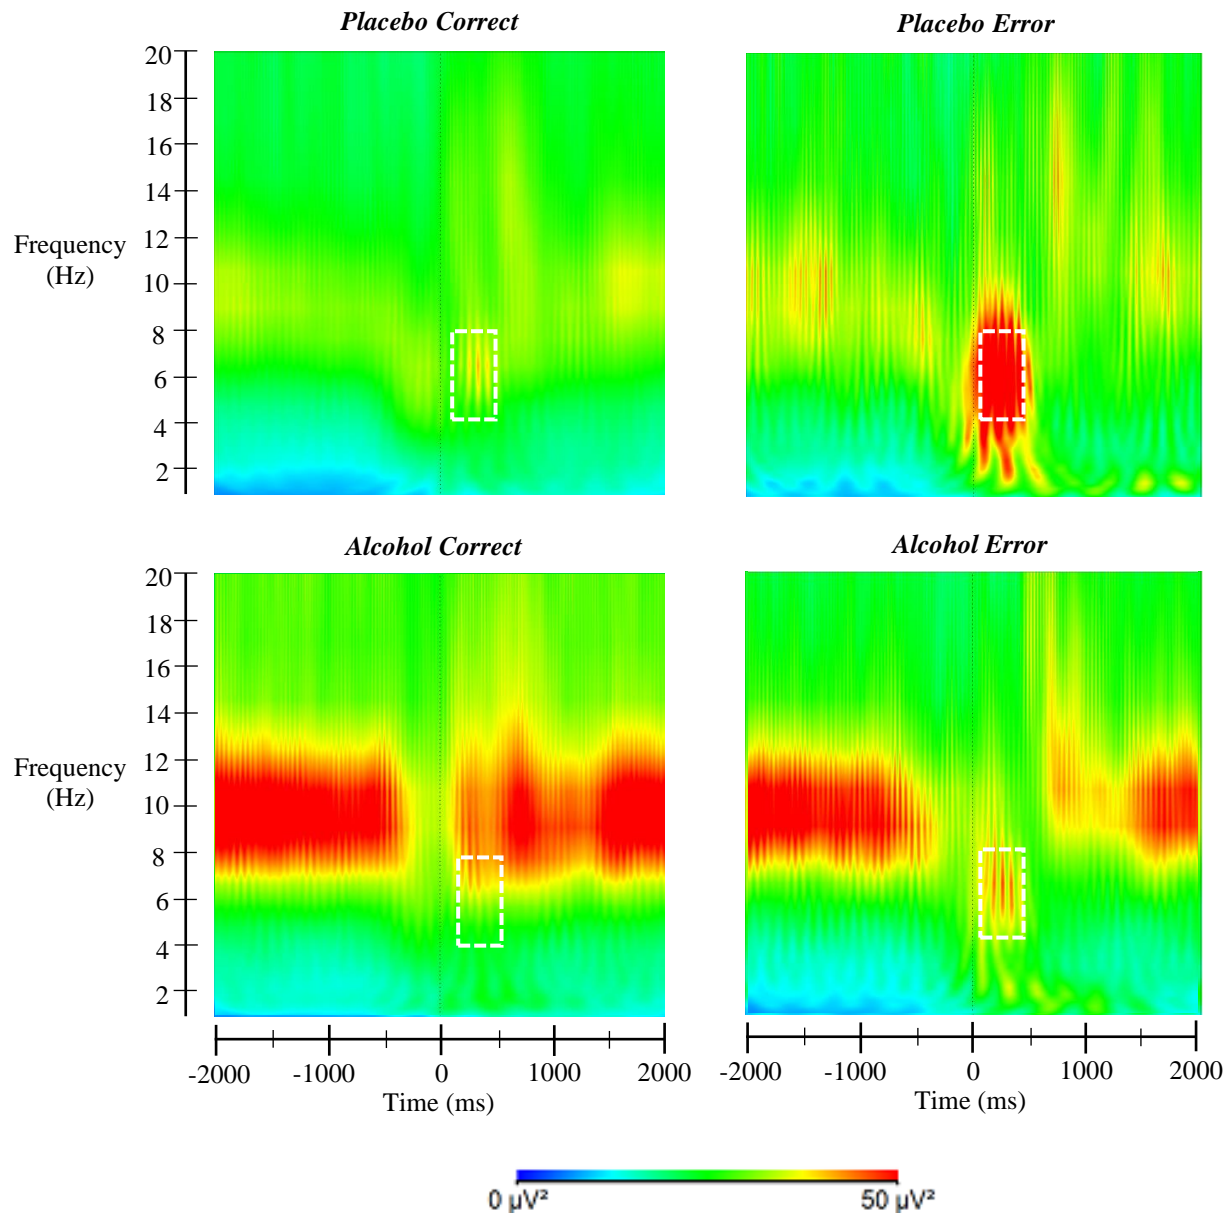 Placebo Correct
Placebo Error
20
18
16
14
12
10
8
6
4
2
Frequency
(Hz)
Alcohol Correct
Alcohol Error
20
18
16
14
12
10
8
6
4
2
Frequency
(Hz)
-2000 -1000 0 1000 2000
Time (ms)
-2000 -1000 0 1000 2000
Time (ms)
0 µV² 50 µV²